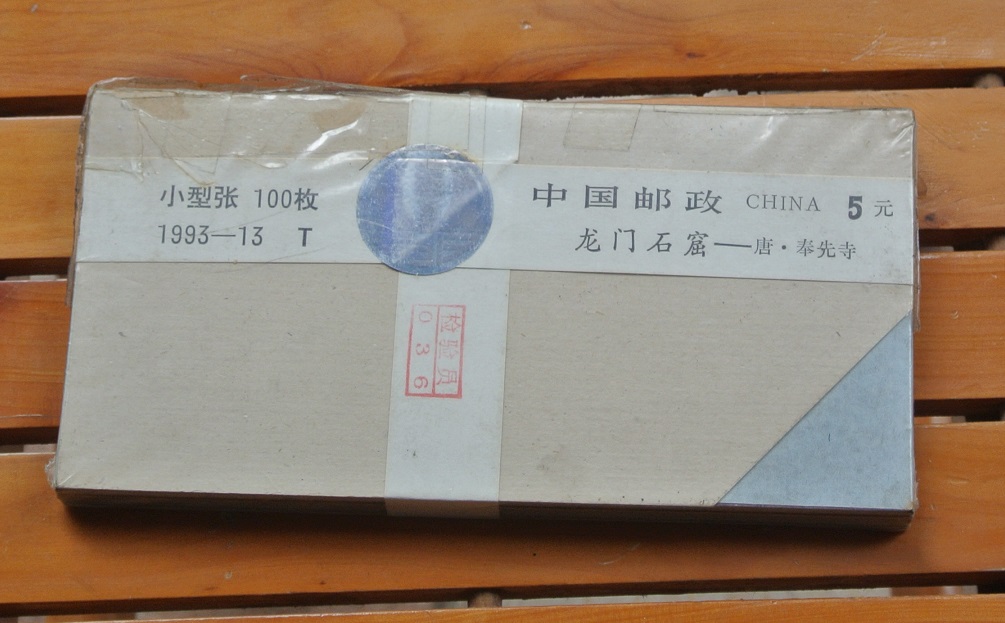 小型张 100枚
1993—13 T
中国邮政 CHINA 5元
龙门石窟——唐·奉先寺
检验员
036